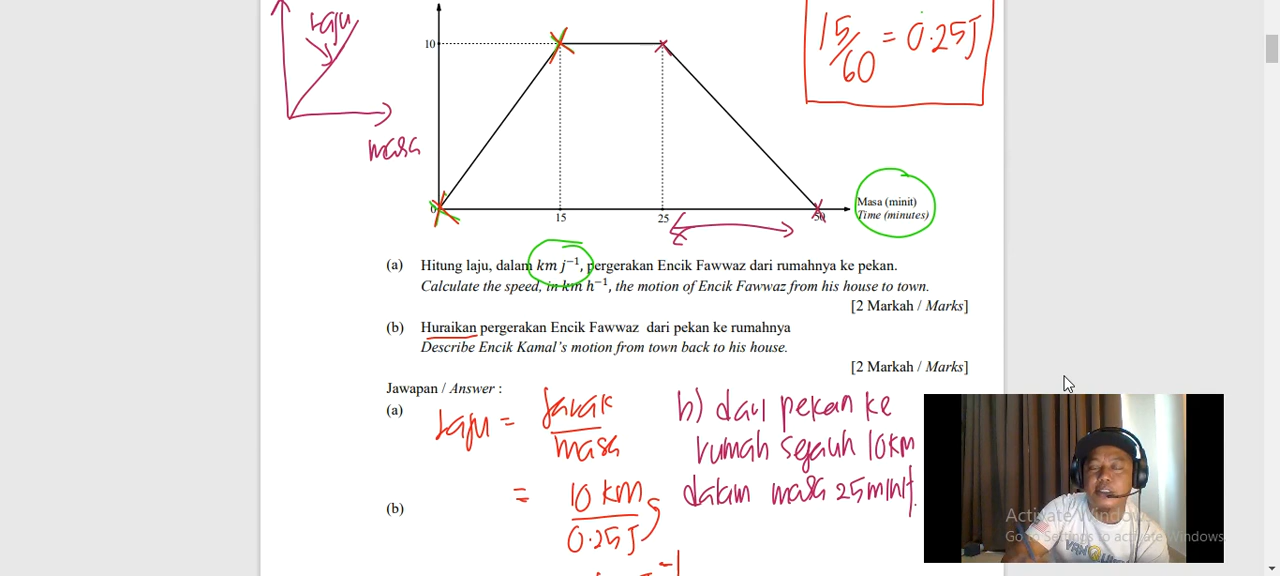 Laju
masa
10
0
15
25
50
Masa (minit)
Time (minutes)
15/60 = 0.25J
(a) Hitung laju, dalam km j⁻¹, pergerakan Encik Fawwaz dari rumahnya ke pekan.
Calculate the speed, in km h⁻¹, the motion of Encik Fawwaz from his house to town.
[2 Markah / Marks]
(b) Huraikan pergerakan Encik Fawwaz dari pekan ke rumahnya
Describe Encik Kamal’s motion from town back to his house.
[2 Markah / Marks]
Jawapan / Answer :
(a)
Laju = Jarak
masa
= 10 km
0.25J
(b)
b) dari pekan ke
rumah sejauh 10km
dalam masa 25minit.
Activate Windows
Go to Settings to activate Windows